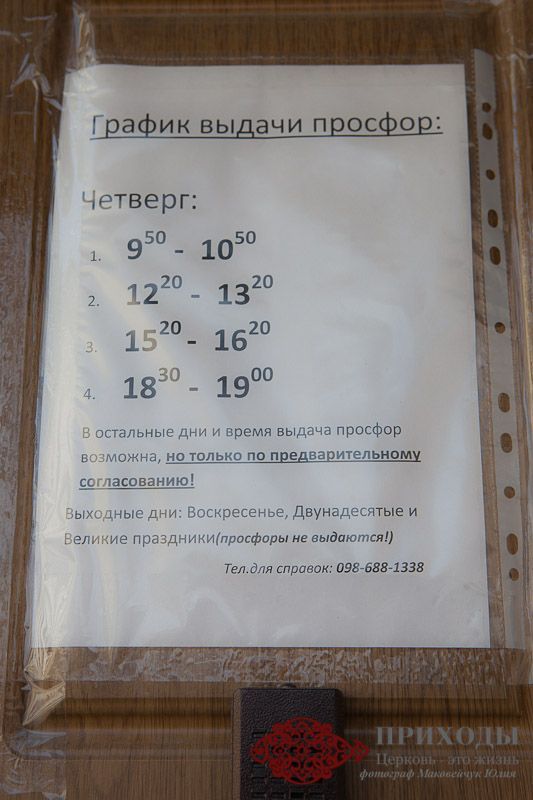 График выдачи просфор:
Четверг:
1. 9⁵⁰ - 10⁵⁰
2. 12²⁰ - 13²⁰
3. 15²⁰ - 16²⁰
4. 18³⁰ - 19⁰⁰
В остальные дни и время выдача просфор
возможна, но только по предварительному
согласованию!
Выходные дни: Воскресенье, Двунадесятые и
Великие праздники(просфоры не выдаются!)
Тел.для справок: 098-688-1338
ПРИХОДЫ
Церковь - это жизнь
фотограф Маковейчук Юлия